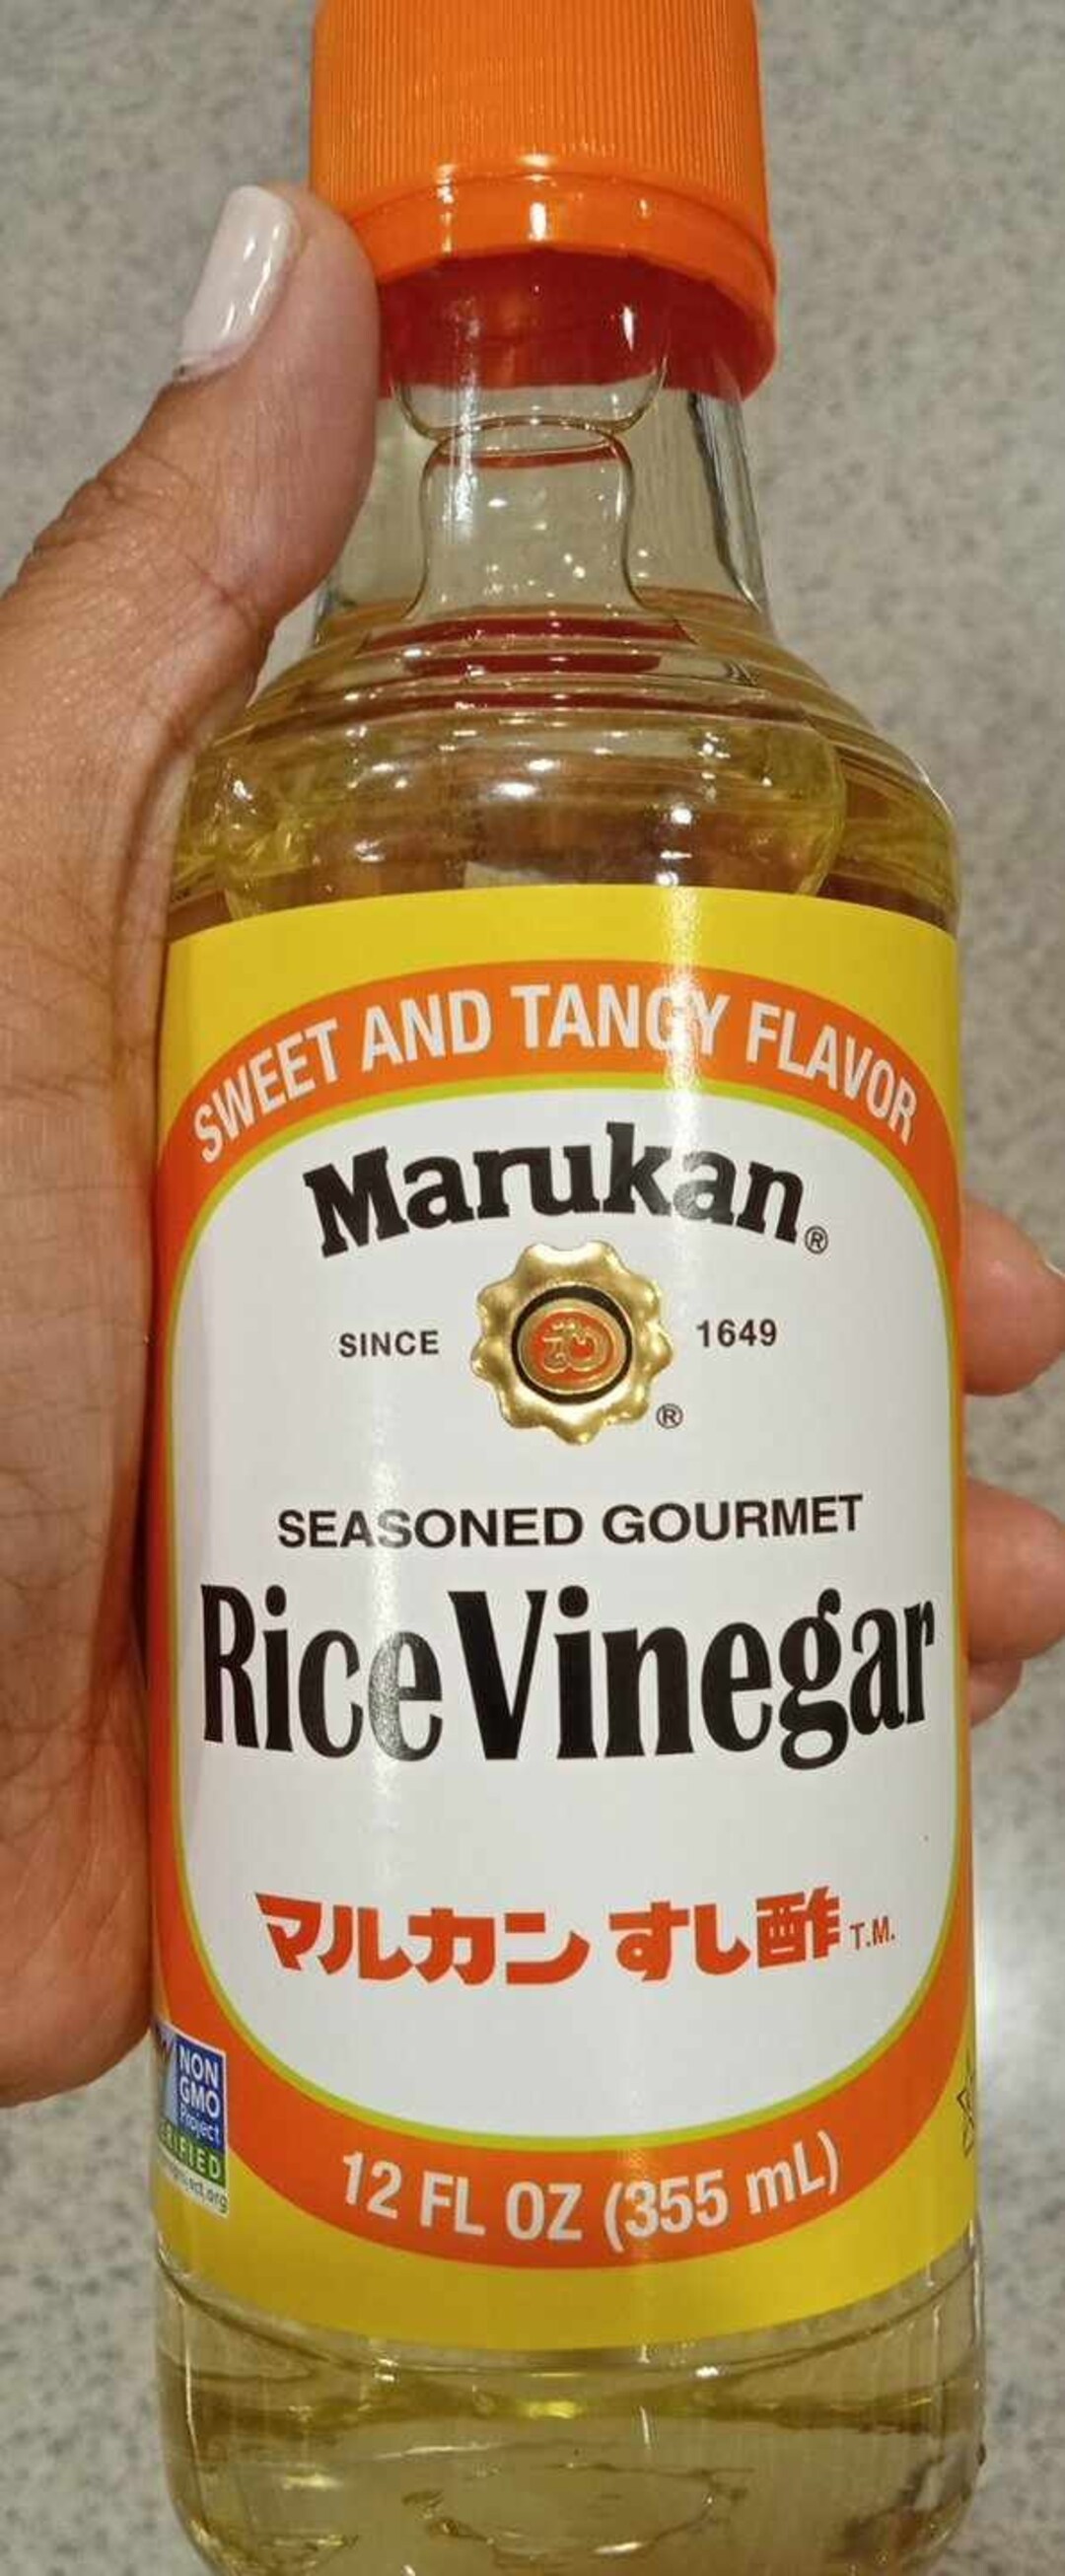 SWEET AND TANGY FLAVOR
Marukan®
SINCE 1649
®
SEASONED GOURMET
Rice Vinegar
マルカン すし酢 T.M.
NON
GMO
Project
12 FL OZ (355 mL)